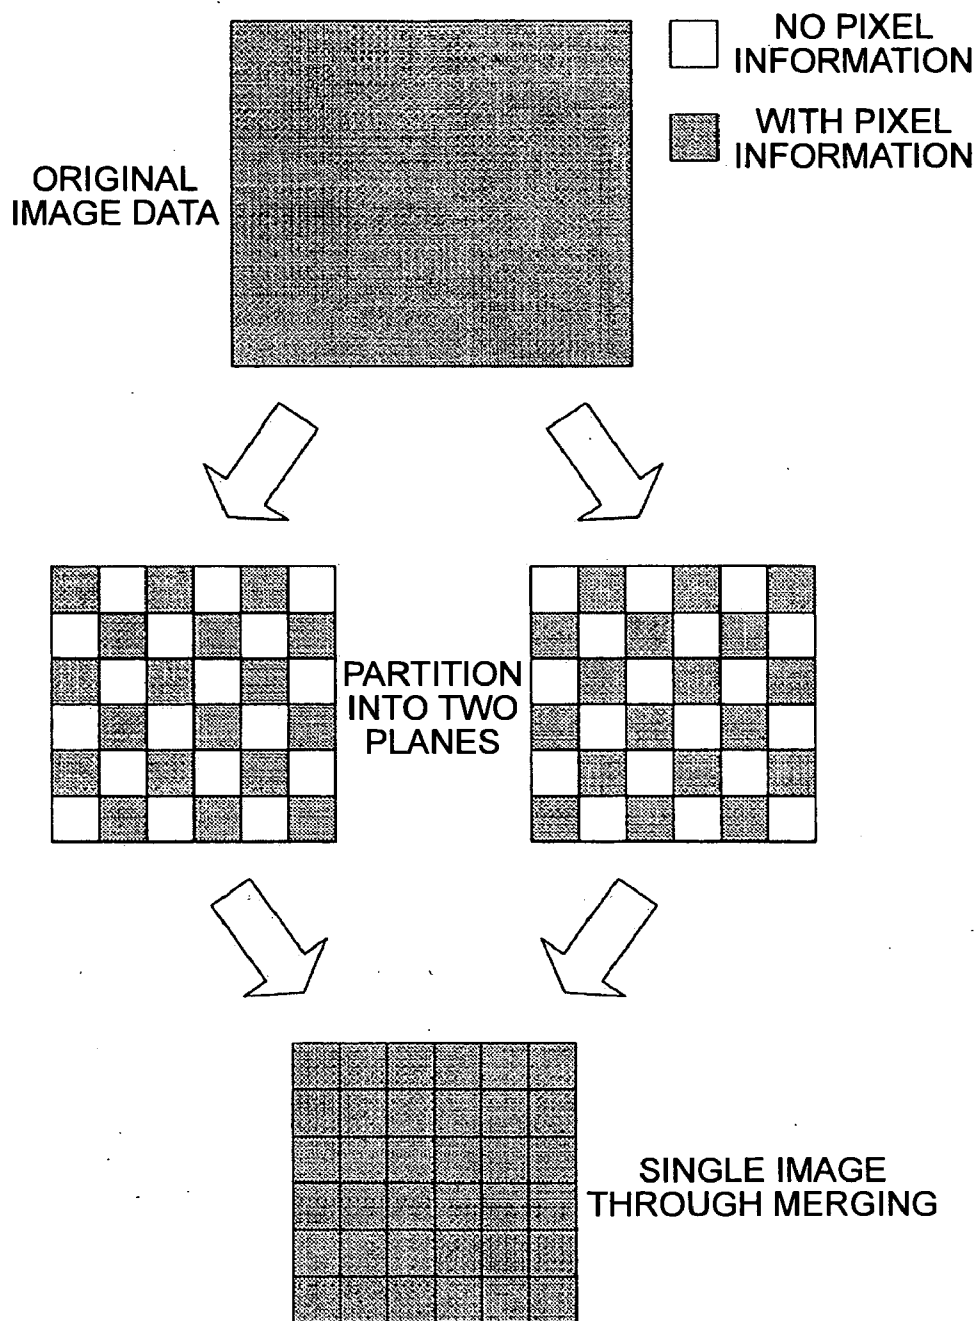 NO PIXEL
INFORMATION
WITH PIXEL
INFORMATION
ORIGINAL
IMAGE DATA
PARTITION
INTO TWO
PLANES
SINGLE IMAGE
THROUGH MERGING